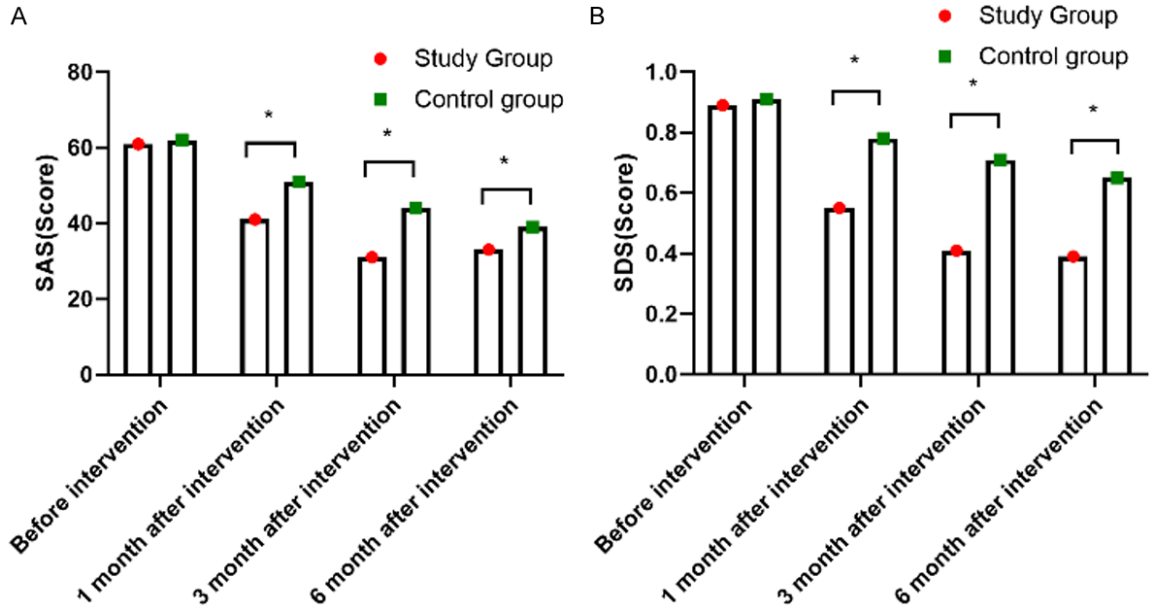 A
Study Group
Control group
SAS(Score)
80
60
40
20
0
*
*
*
Before intervention
1 month after intervention
3 month after intervention
6 month after intervention
B
Study Group
Control group
SDS(Score)
1.0
0.8
0.6
0.4
0.2
0.0
*
*
*
Before intervention
1 month after intervention
3 month after intervention
6 month after intervention